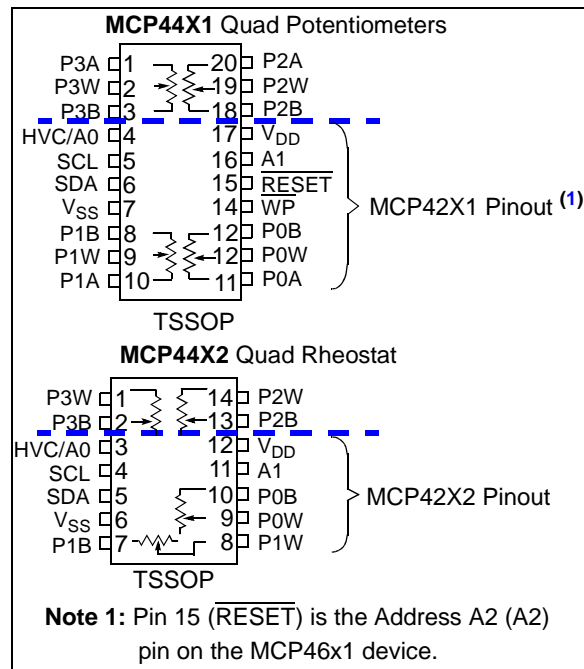 MCP44X1 Quad Potentiometers
P3A 1 20 P2A
P3W 2 19 P2W
P3B 3 18 P2B
HVC/A0 4 17 VDD
SCL 5 16 A1
SDA 6 15 RESET
VSS 7 14 WP
P1B 8 12 P0B
P1W 9 12 P0W
P1A 10 11 P0A
MCP42X1 Pinout (1)
TSSOP
MCP44X2 Quad Rheostat
P3W 1 14 P2W
P3B 2 13 P2B
HVC/A0 3 12 VDD
SCL 4 11 A1
SDA 5 10 P0B
VSS 6 9 P0W
P1B 7 8 P1W
MCP42X2 Pinout
TSSOP
Note 1: Pin 15 (RESET) is the Address A2 (A2)
pin on the MCP46x1 device.